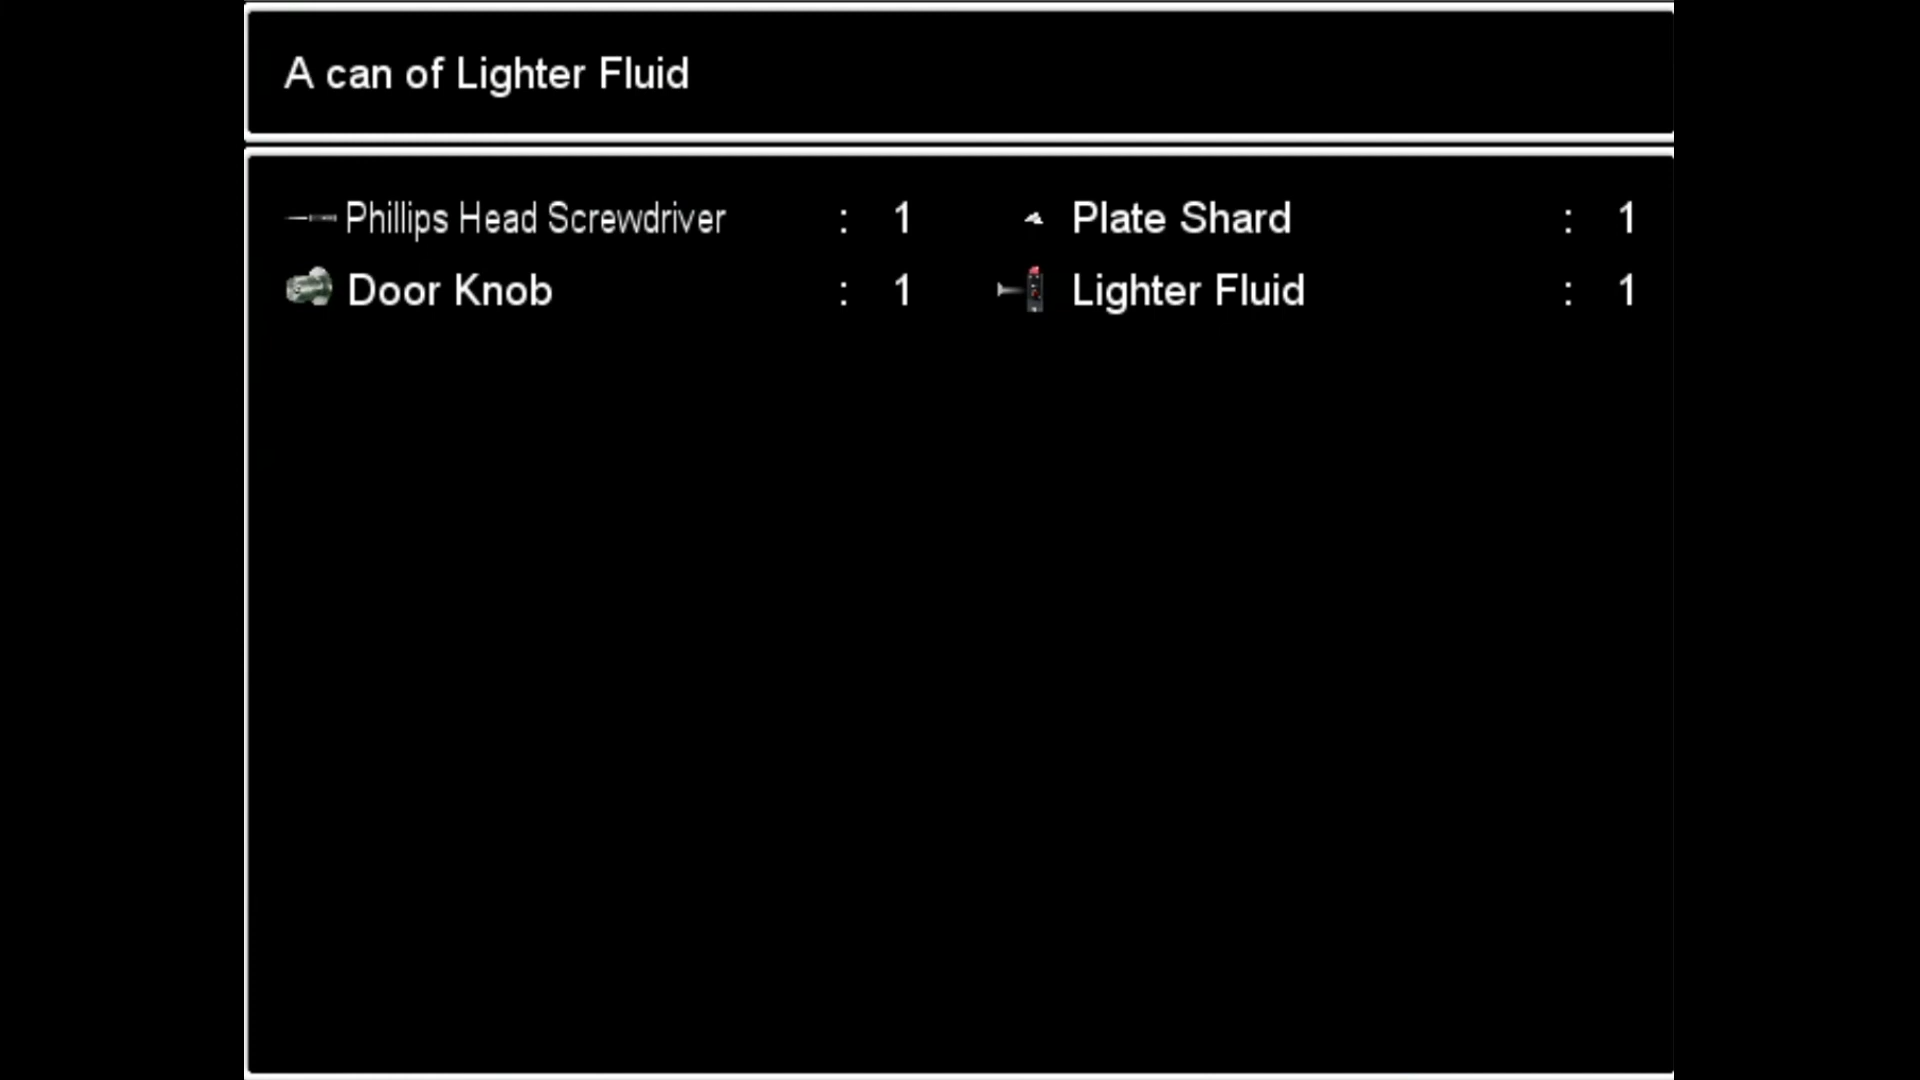 A can of Lighter Fluid
Phillips Head Screwdriver : 1 Plate Shard : 1
Door Knob : 1 Lighter Fluid : 1